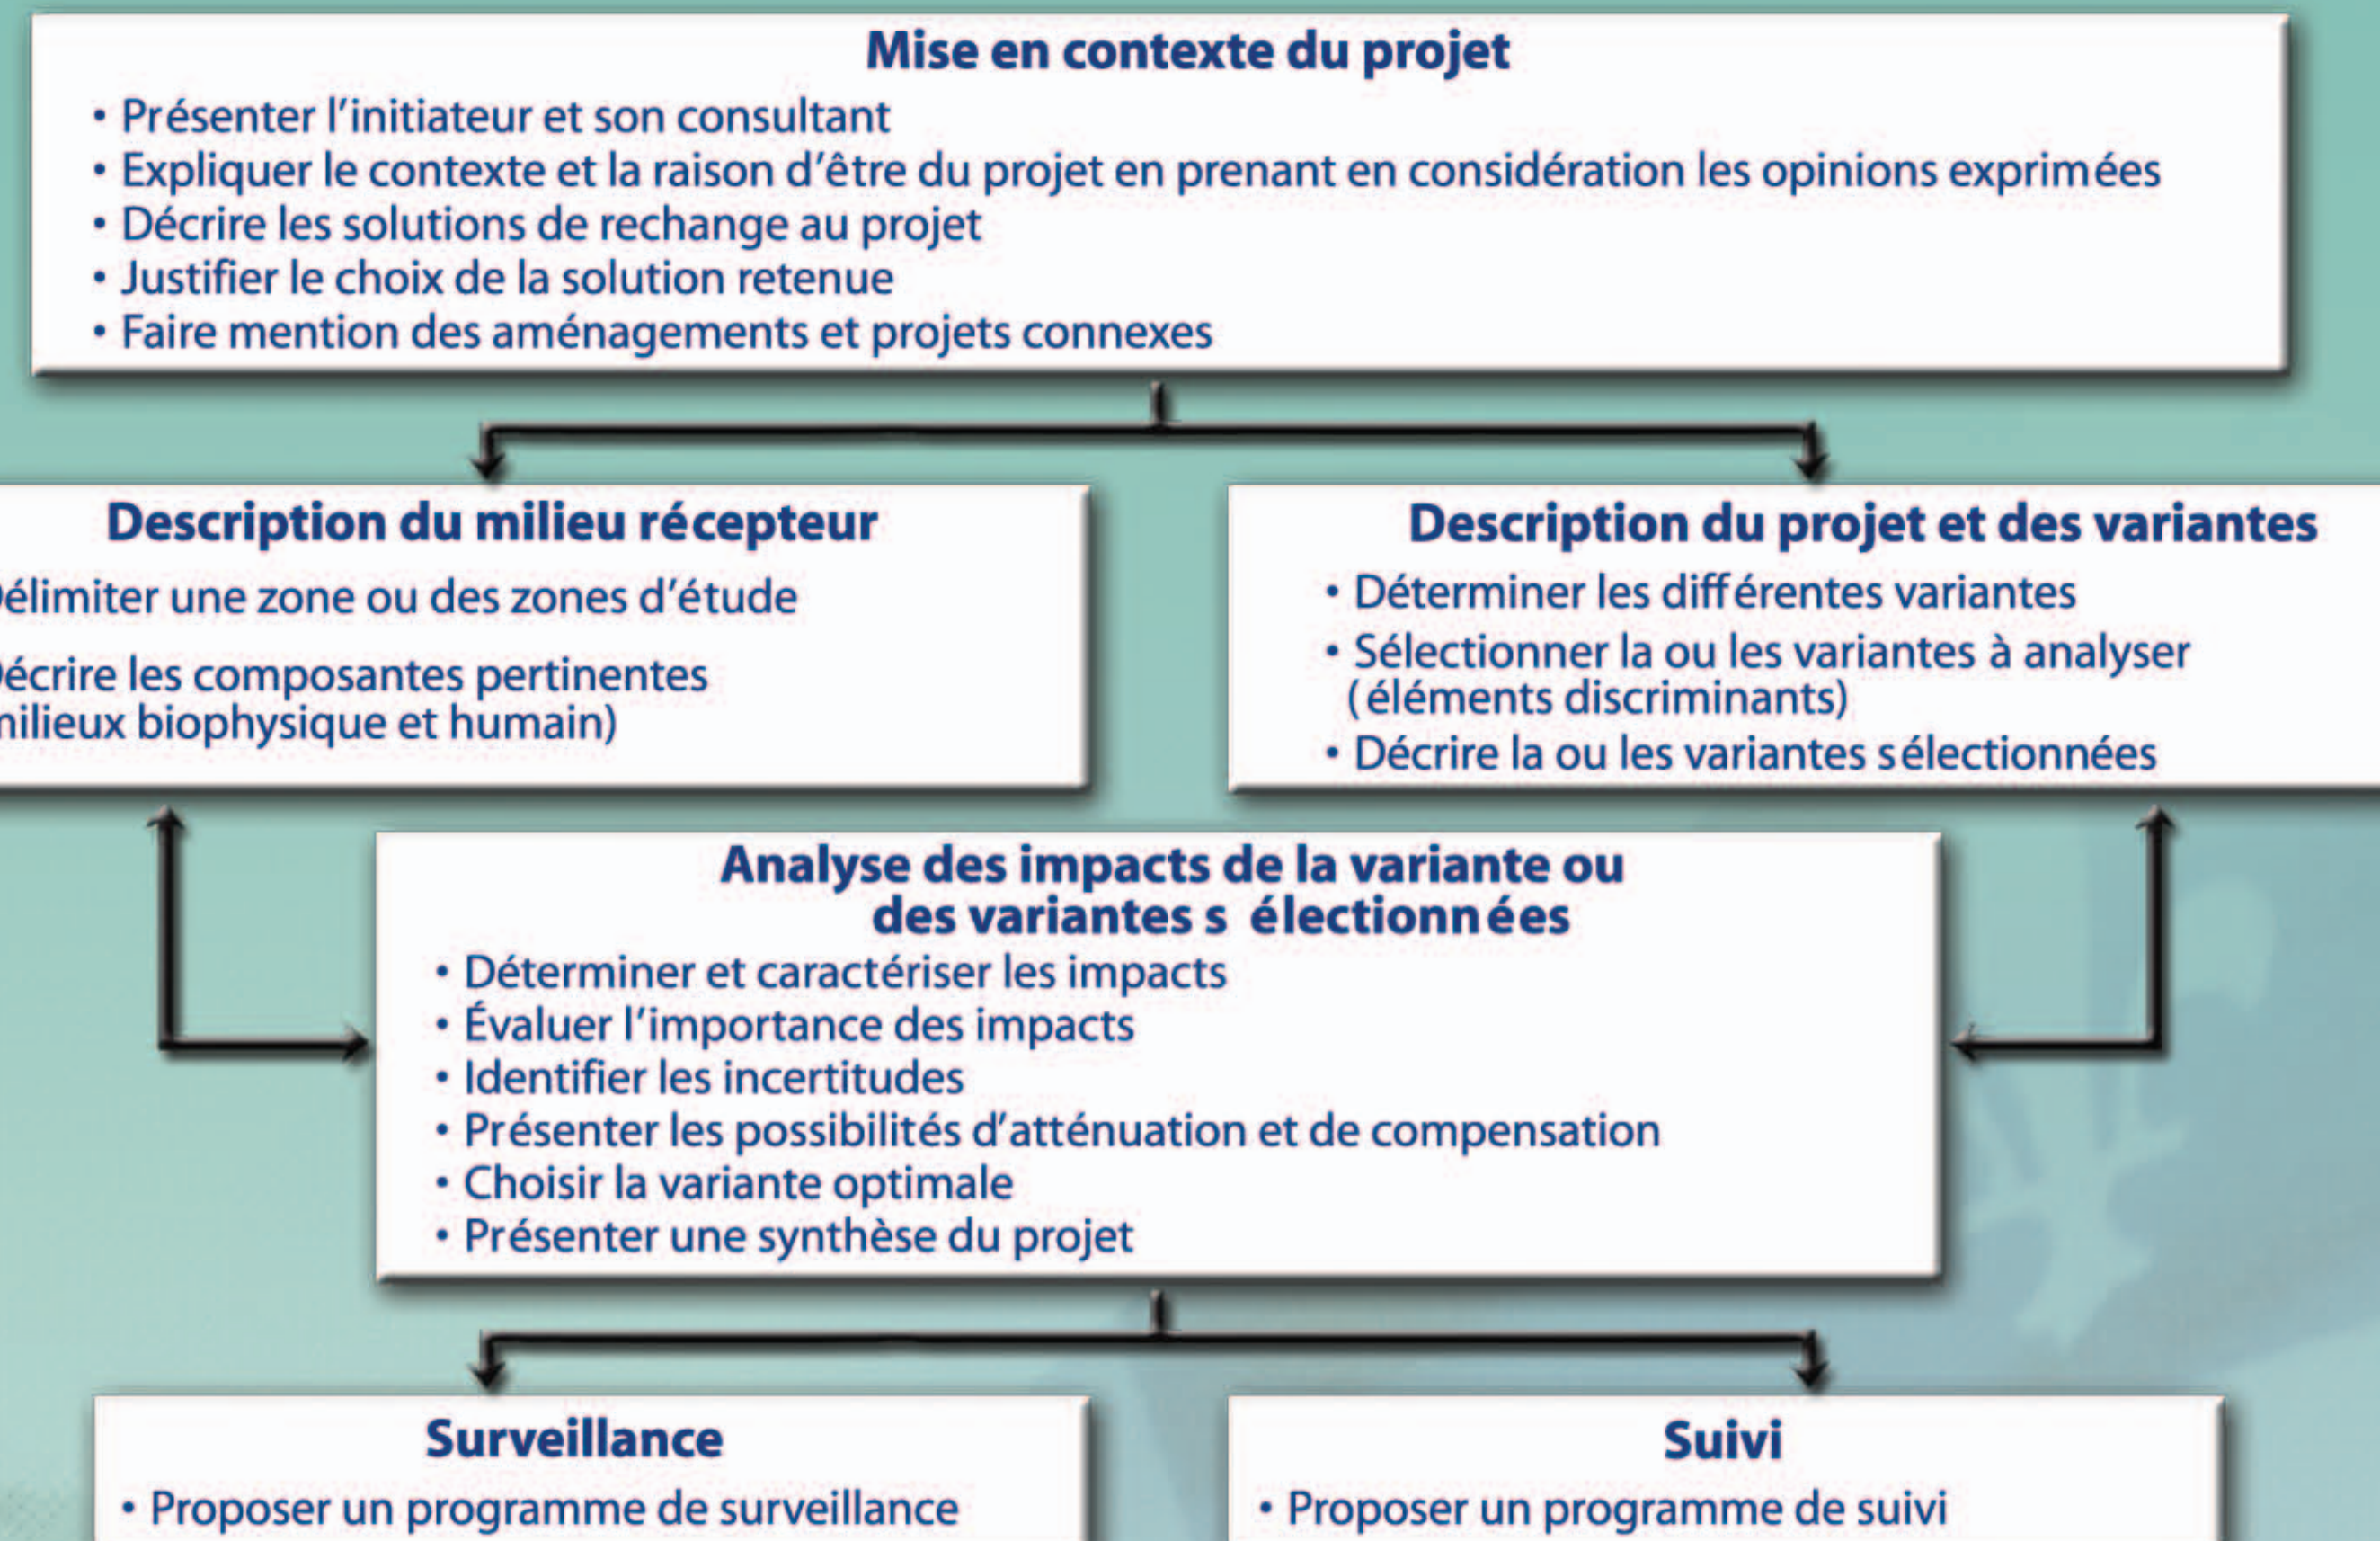 Mise en contexte du projet
• Présenter l'initiateur et son consultant
• Expliquer le contexte et la raison d'être du projet en prenant en considération les opinions exprimées
• Décrire les solutions de rechange au projet
• Justifier le choix de la solution retenue
• Faire mention des aménagements et projets connexes
Description du milieu récepteur
élimiter une zone ou des zones d'étude
écrire les composantes pertinentes
ilieux biophysique et humain)
Description du projet et des variantes
• Déterminer les différentes variantes
• Sélectionner la ou les variantes à analyser
(éléments discriminants)
• Décrire la ou les variantes sélectionnées
Analyse des impacts de la variante ou
des variantes s électionnées
• Déterminer et caractériser les impacts
• Évaluer l'importance des impacts
• Identifier les incertitudes
• Présenter les possibilités d'atténuation et de compensation
• Choisir la variante optimale
• Présenter une synthèse du projet
Surveillance
• Proposer un programme de surveillance
Suivi
• Proposer un programme de suivi